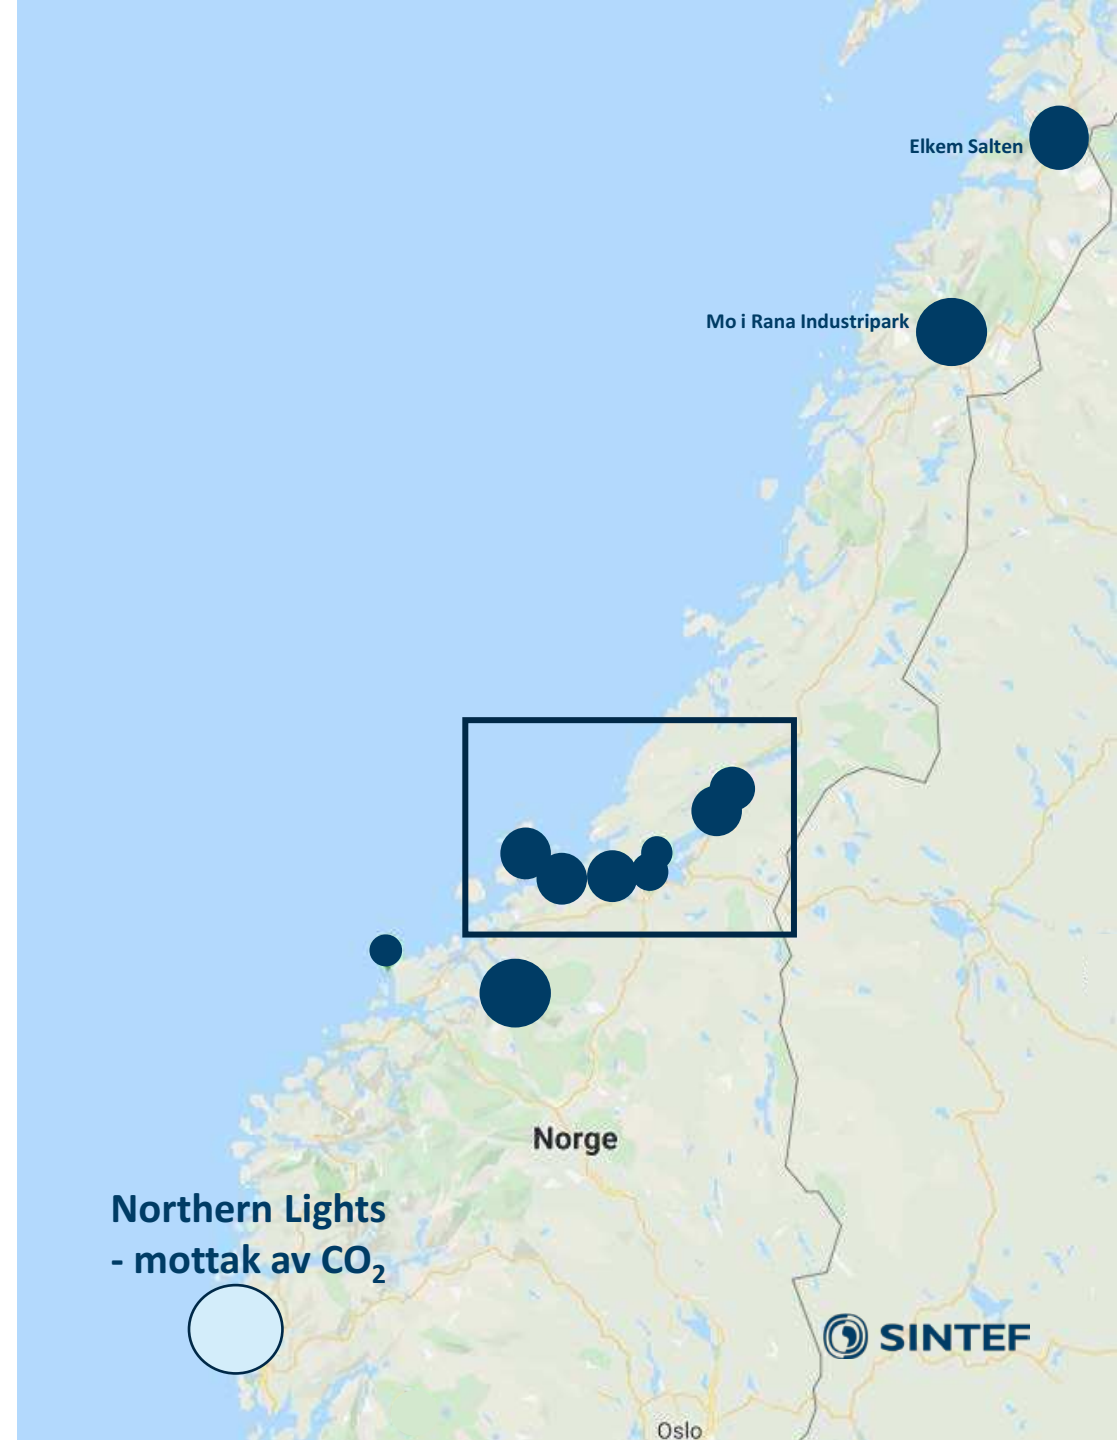 Elkem Salten
Mo i Rana Industripark
Norge
Northern Lights
- mottak av CO₂
SINTEF
Oslo